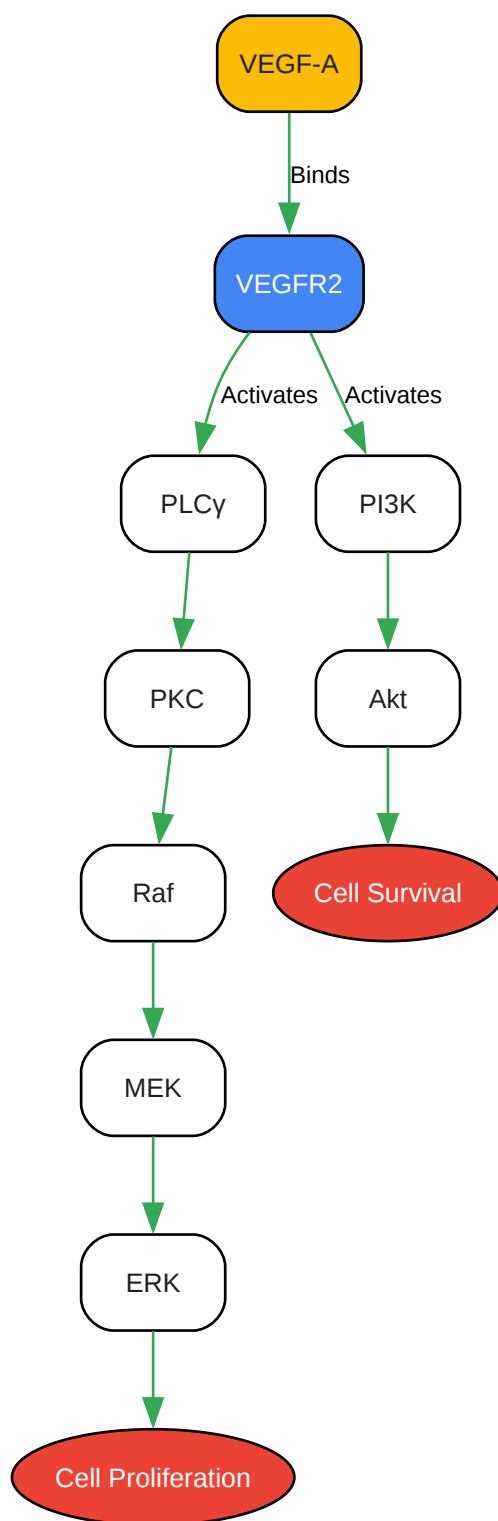 VEGF-A
Binds
VEGFR2
Activates
Activates
PLCγ
PI3K
PKC
Akt
Raf
Cell Survival
MEK
ERK
Cell Proliferation